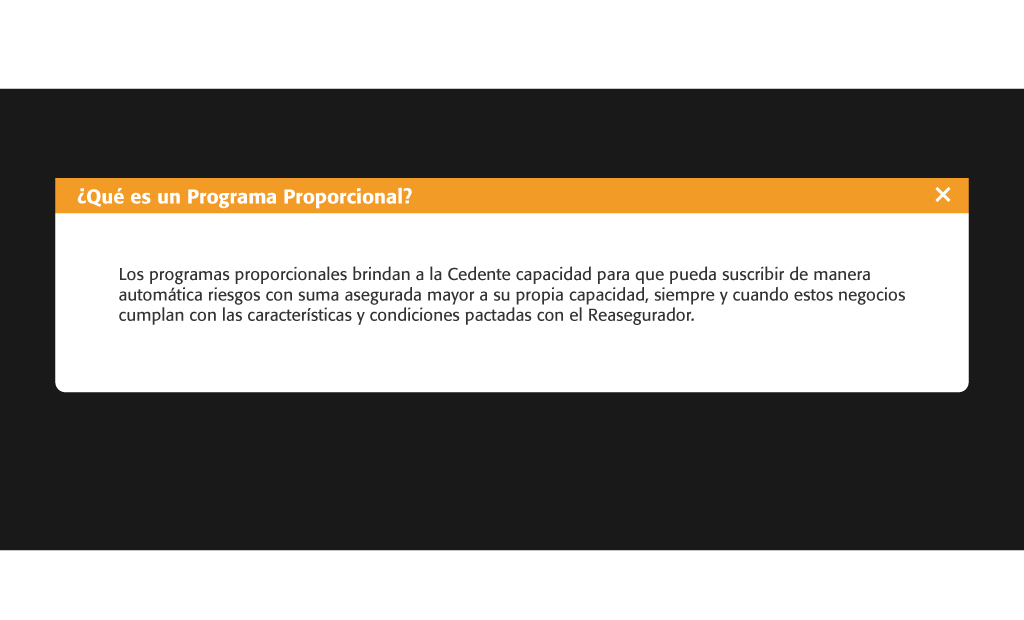 ¿Qué es un Programa Proporcional?
Los programas proporcionales brindan a la Cedente capacidad para que pueda suscribir de manera
automática riesgos con suma asegurada mayor a su propia capacidad, siempre y cuando estos negocios
cumplan con las características y condiciones pactadas con el Reasegurador.